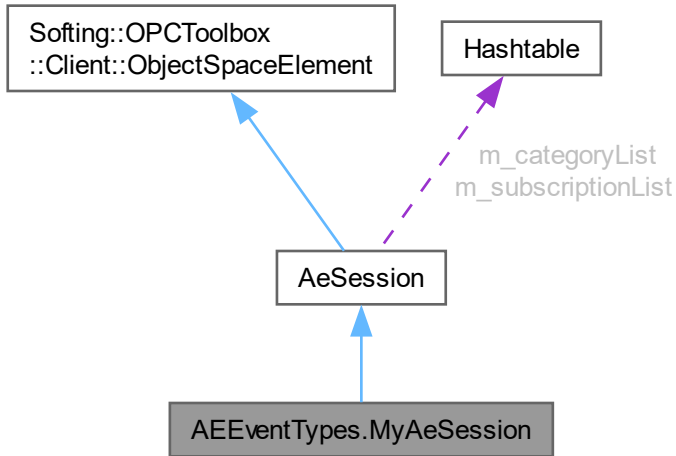 Softing::OPCToolbox
::Client::ObjectSpaceElement
Hashtable
m_categoryList
m_subscriptionList
AeSession
AEEventTypes.MyAeSession